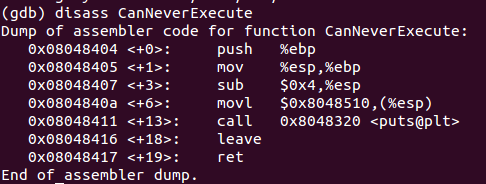 (gdb) disass CanNeverExecute
Dump of assembler code for function CanNeverExecute:
0x08048404 <+0>: push %ebp
0x08048405 <+1>: mov %esp,%ebp
0x08048407 <+3>: sub $0x4,%esp
0x0804840a <+6>: movl $0x8048510,(%esp)
0x08048411 <+13>: call 0x8048320 <puts@plt>
0x08048416 <+18>: leave
0x08048417 <+19>: ret
End of assembler dump.